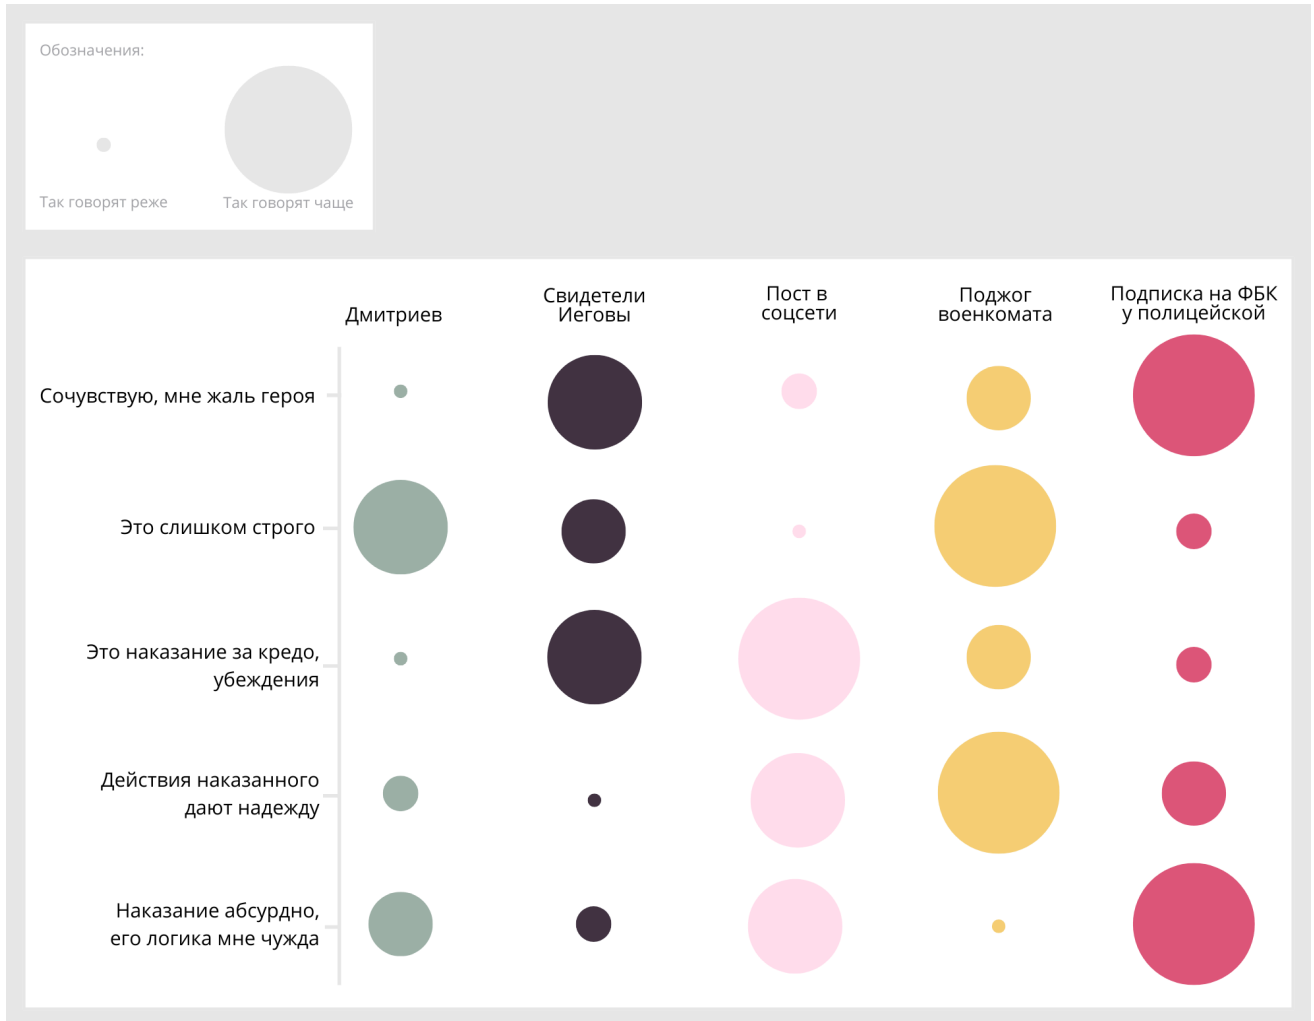 Обозначения:
Так говорят реже
Так говорят чаще
Дмитриев
Свидетели
Иеговы
Пост в
соцсети
Поджог
военкомата
Подписка на ФБК
у полицейской
Сочувствую, мне жаль героя
Это слишком строго
Это наказание за кредо,
убеждения
Действия наказанного
дают надежду
Наказание абсурдно,
его логика мне чужда